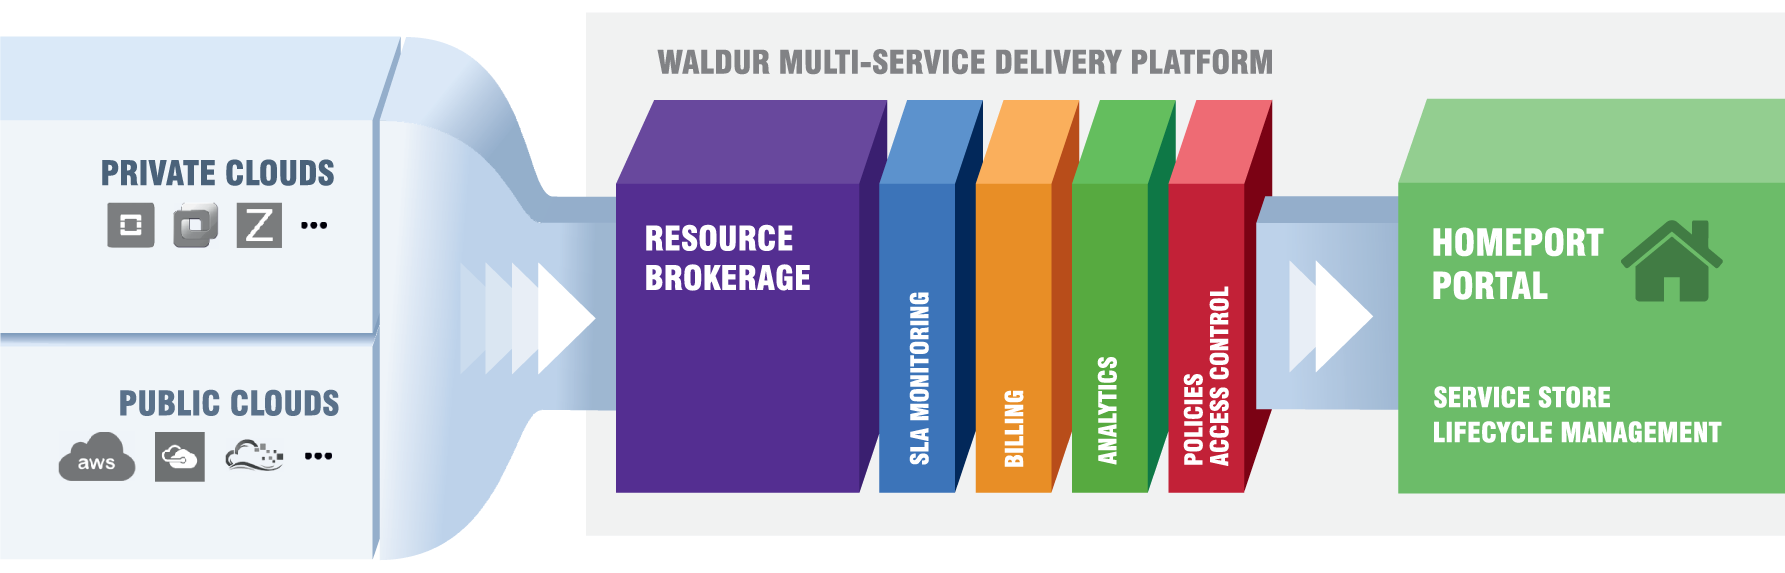 WALDUR MULTI-SERVICE DELIVERY PLATFORM
PRIVATE CLOUDS
Z
...
PUBLIC CLOUDS
aws
...
RESOURCE
BROKERAGE
SLA MONITORING
BILLING
ANALYTICS
POLICIES
ACCESS CONTROL
HOMEPORT
PORTAL
SERVICE STORE
LIFECYCLE MANAGEMENT